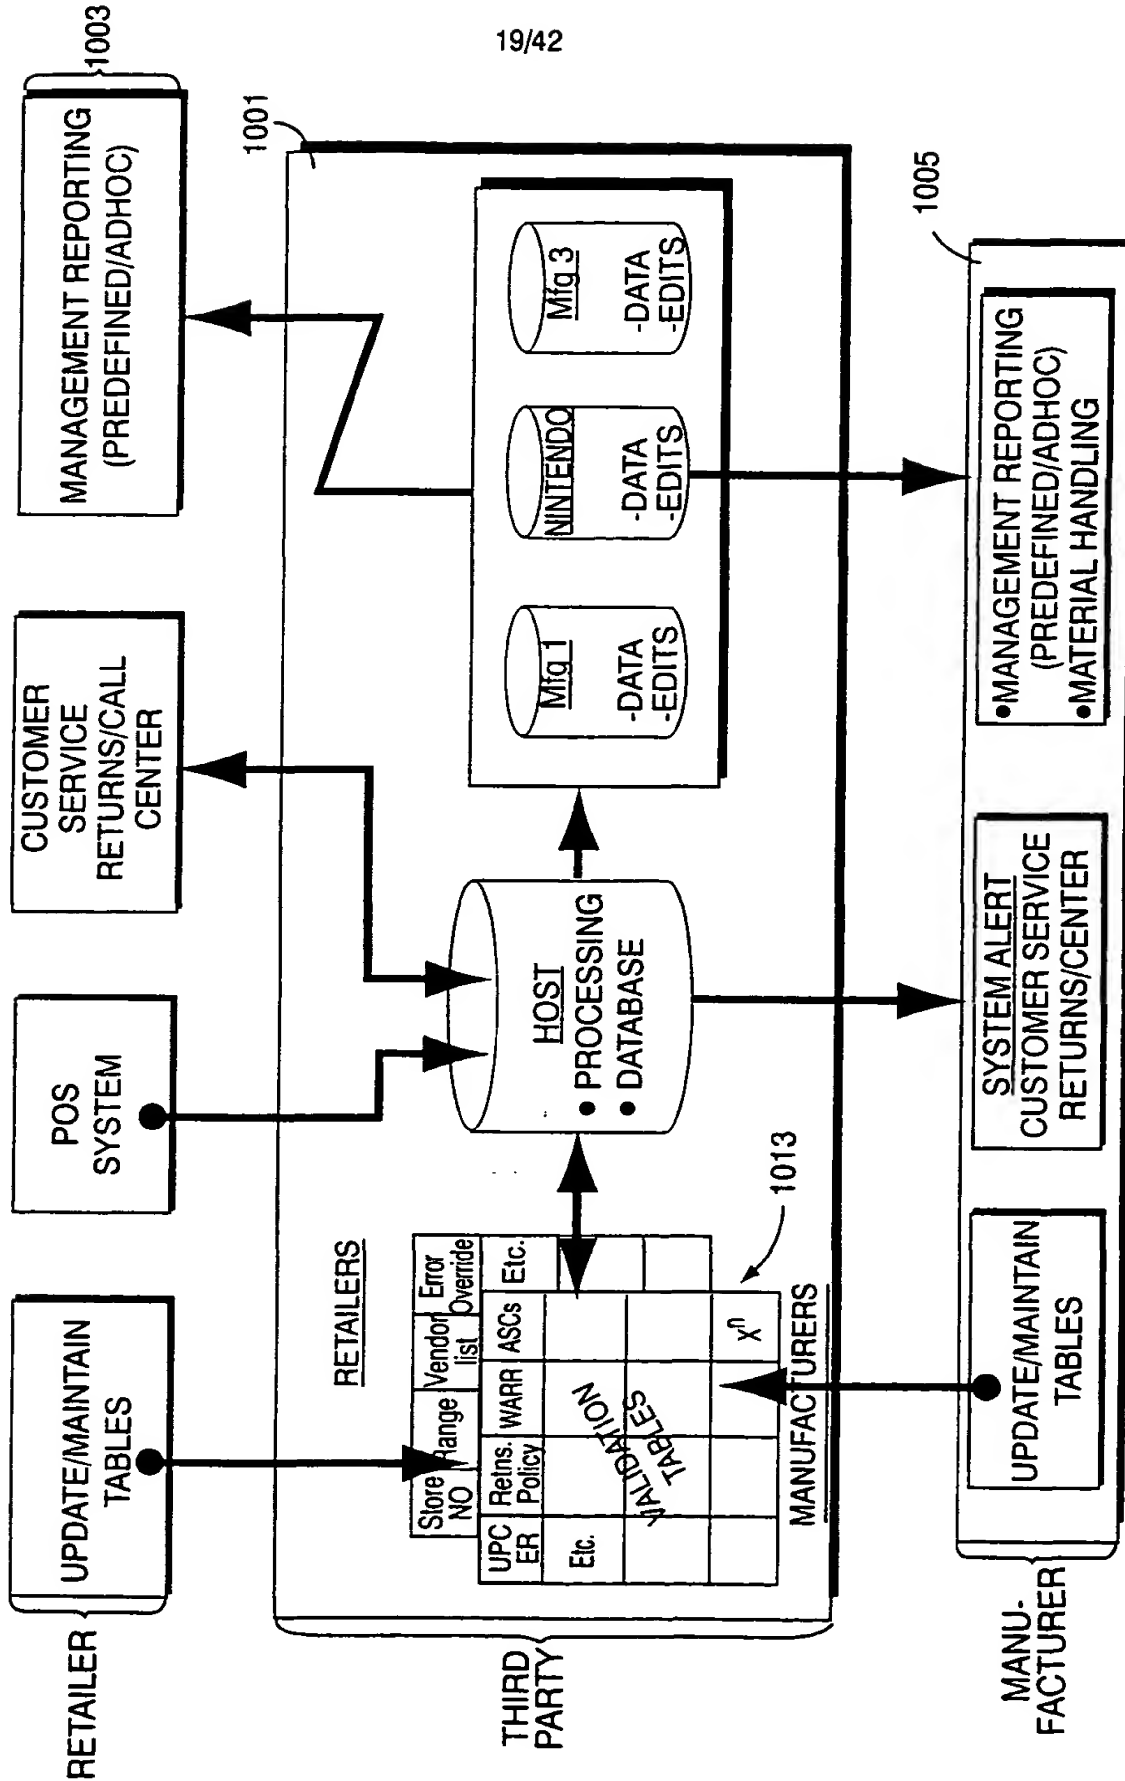 19/42
RETAILER
UPDATE/MAINTAIN
TABLES
POS
SYSTEM
CUSTOMER
SERVICE
RETURNS/CALL
CENTER
MANAGEMENT REPORTING
(PREDEFINED/ADHOC)
1003
THIRD
PARTY
1001
RETAILERS
Store
NO
Range
Vendor
list
Error
Override
UPC
ER
Retns.
Policy
WARR
ASCs
Etc.
Etc.
VALIDATION
TABLES
Xn
MANUFACTURERS
1013
HOST
● PROCESSING
● DATABASE
Mfg 1
-DATA
-EDITS
NINTENDO
-DATA
-EDITS
Mfg 3
-DATA
-EDITS
MANU-
FACTURER
UPDATE/MAINTAIN
TABLES
SYSTEM ALERT
CUSTOMER SERVICE
RETURNS/CENTER
●MANAGEMENT REPORTING
(PREDEFINED/ADHOC)
●MATERIAL HANDLING
1005